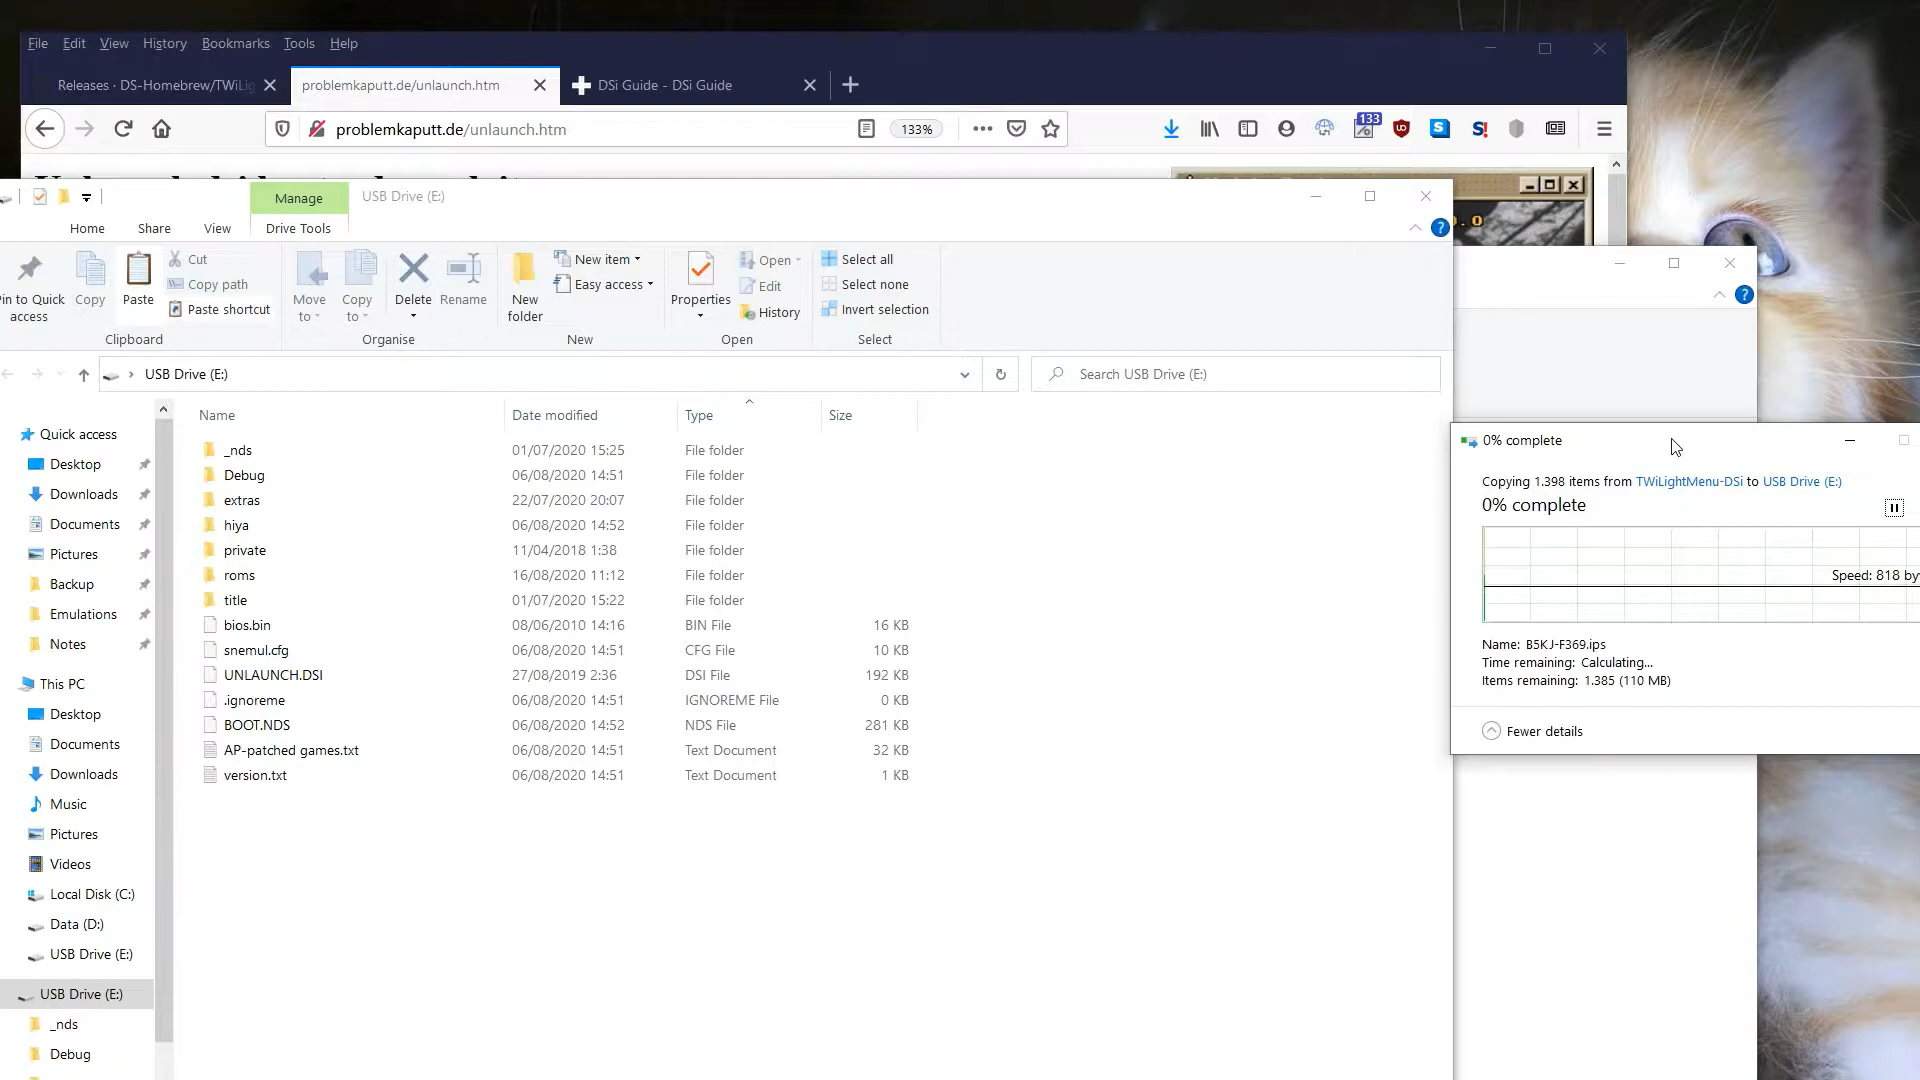 File Edit View History Bookmarks Tools Help
Releases · DS-Homebrew/TWiLig
problemkaputt.de/unlaunch.htm
DSi Guide - DSi Guide
problemkaputt.de/unlaunch.htm
133%
133
Manage
USB Drive (E:)
Home Share View Drive Tools
in to Quick access
Copy
Paste
Cut
Copy path
Paste shortcut
Clipboard
Move to
Copy to
Delete
Rename
Organise
New folder
New item
Easy access
New
Properties
Open
Edit
History
Open
Select all
Select none
Invert selection
Select
USB Drive (E:)
Search USB Drive (E:)
Name Date modified Type Size
_nds 01/07/2020 15:25 File folder
Debug 06/08/2020 14:51 File folder
extras 22/07/2020 20:07 File folder
hiya 06/08/2020 14:52 File folder
private 11/04/2018 1:38 File folder
roms 16/08/2020 11:12 File folder
title 01/07/2020 15:22 File folder
bios.bin 08/06/2010 14:16 BIN File 16 KB
snemul.cfg 06/08/2020 14:51 CFG File 10 KB
UNLAUNCH.DSI 27/08/2019 2:36 DSI File 192 KB
.ignoreme 06/08/2020 14:51 IGNOREME File 0 KB
BOOT.NDS 06/08/2020 14:52 NDS File 281 KB
AP-patched games.txt 06/08/2020 14:51 Text Document 32 KB
version.txt 06/08/2020 14:51 Text Document 1 KB
Quick access
Desktop
Downloads
Documents
Pictures
Backup
Emulations
Notes
This PC
Desktop
Documents
Downloads
Music
Pictures
Videos
Local Disk (C:)
Data (D:)
USB Drive (E:)
USB Drive (E:)
_nds
Debug
0% complete
Copying 1.398 items from TWiLightMenu-DSi to USB Drive (E:)
0% complete
Speed: 818 by
Name: B5KJ-F369.ips
Time remaining: Calculating...
Items remaining: 1.385 (110 MB)
Fewer details